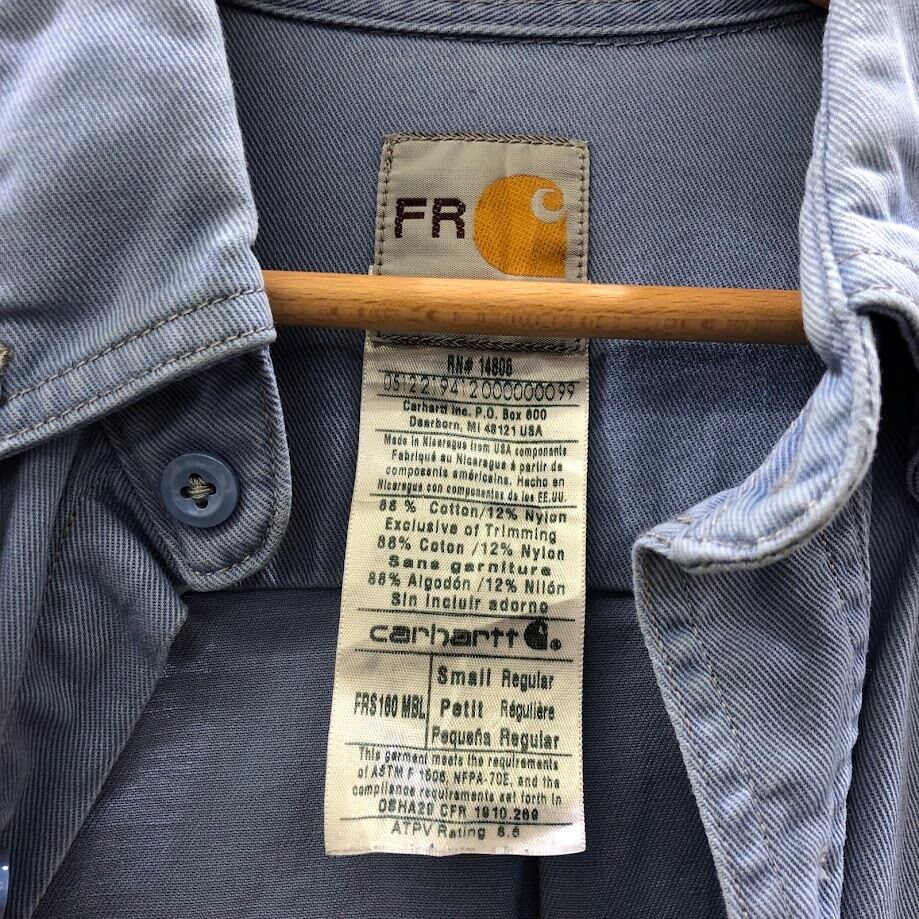 FR
RN# 14806
0512219412000000099
Carhartt Inc. P.O. Box 600
Dearborn, MI 48121 USA
Made in Nicaragua from USA components
Fabriqué au Nicaragua à partir de
composants américains. Hecho en
Nicaragua con componentes de los EE.UU.
88% Cotton/12% Nylon
Exclusive of Trimming
88% Coton /12% Nylon
Sans garniture
88% Algodón /12% Nilón
Sin incluir adorno
carhartt
Small Regular
FRS160 MBL Petit Régulière
Pequeña Regular
This garment meets the requirements
of ASTM F 1506, NFPA-70E, and the
compliance requirements set forth in
OSHA29 CFR 1910.269
ATPV Rating 8.6